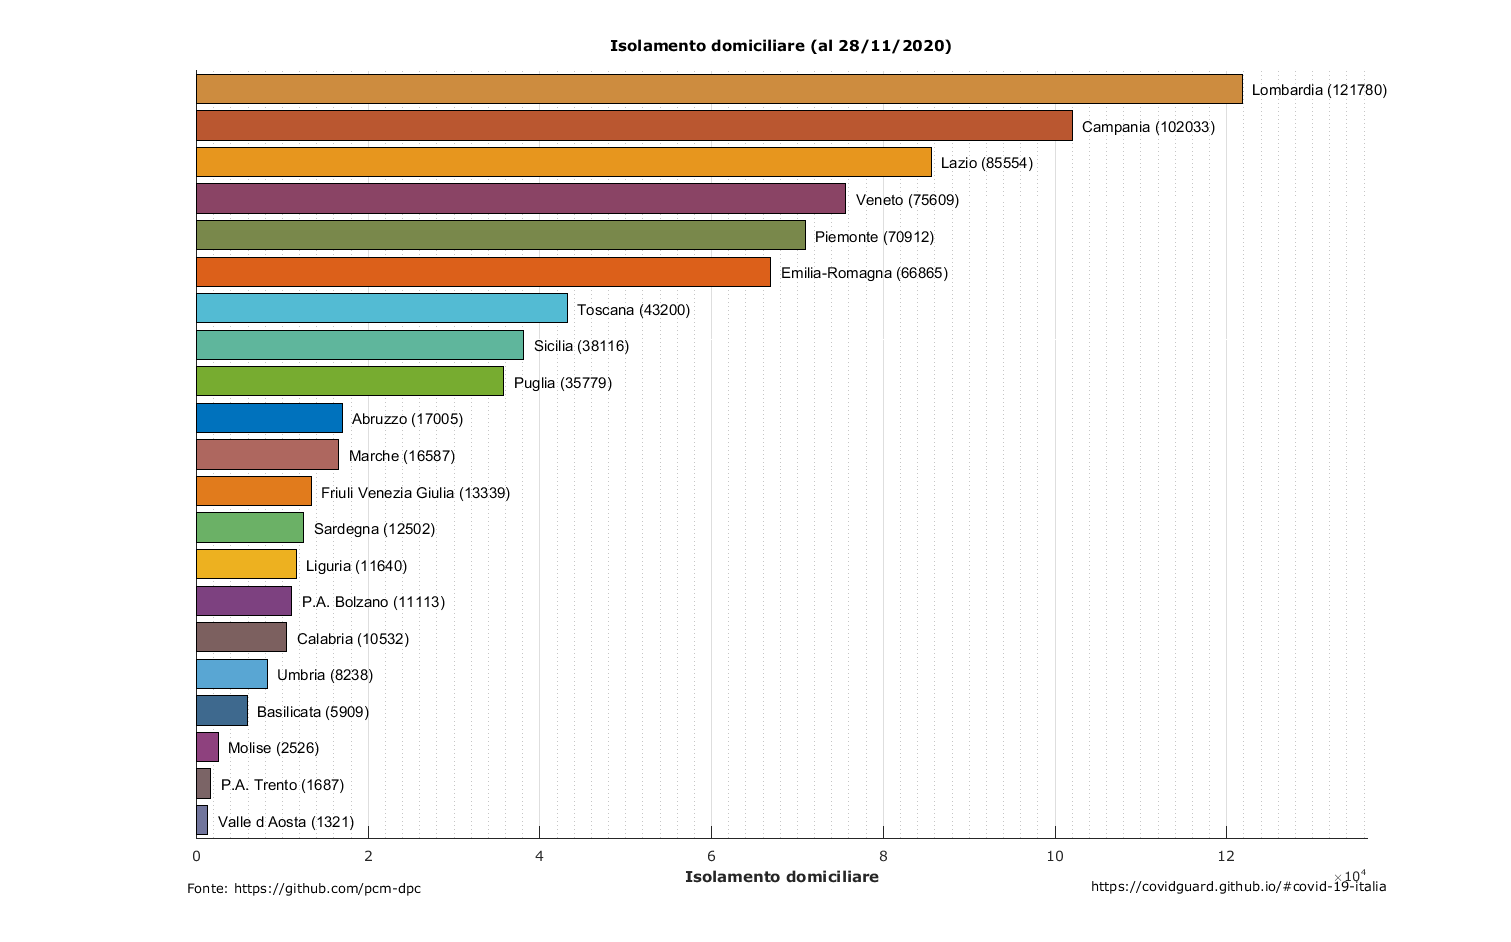 Isolamento domiciliare (al 28/11/2020)
Lombardia (121780)
Campania (102033)
Lazio (85554)
Veneto (75609)
Piemonte (70912)
Emilia-Romagna (66865)
Toscana (43200)
Sicilia (38116)
Puglia (35779)
Abruzzo (17005)
Marche (16587)
Friuli Venezia Giulia (13339)
Sardegna (12502)
Liguria (11640)
P.A. Bolzano (11113)
Calabria (10532)
Umbria (8238)
Basilicata (5909)
Molise (2526)
P.A. Trento (1687)
Valle d Aosta (1321)
0 2 4 6 8 10 12
×10⁴
Isolamento domiciliare
Fonte: https://github.com/pcm-dpc
https://covidguard.github.io/#covid-19-italia